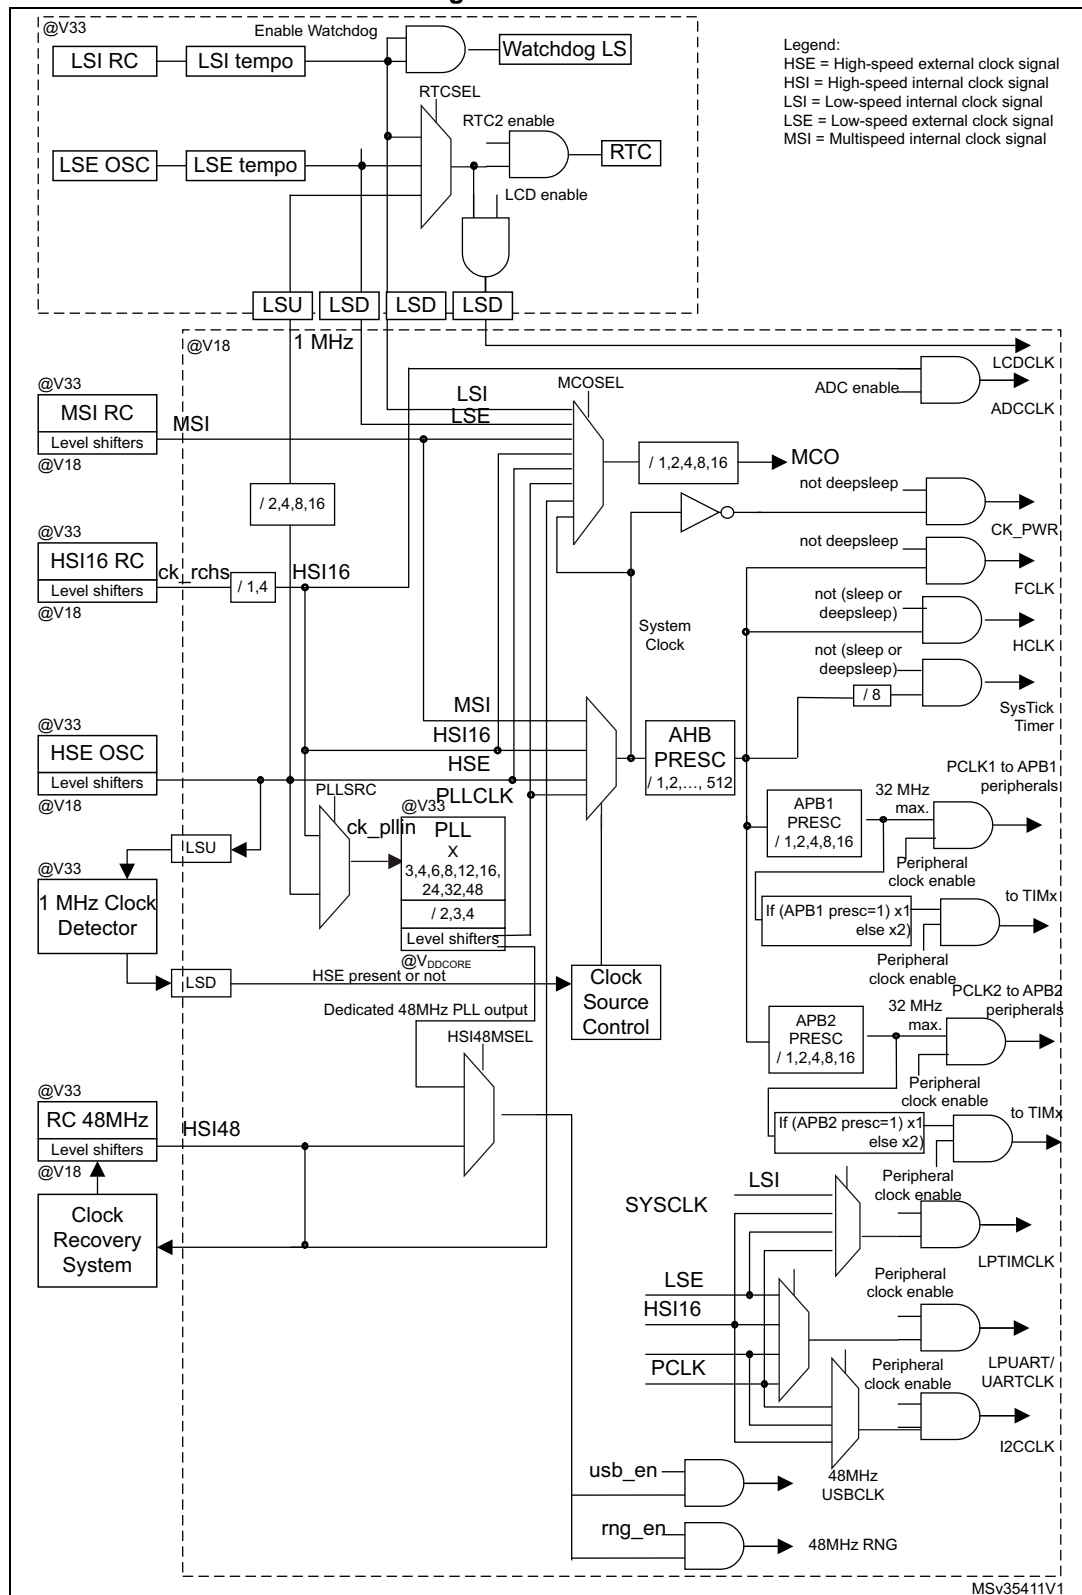 @V33
Enable Watchdog
LSI RC
LSI tempo
Watchdog LS
Legend:
HSE = High-speed external clock signal
HSI = High-speed internal clock signal
LSI = Low-speed internal clock signal
LSE = Low-speed external clock signal
MSI = Multispeed internal clock signal
RTCSEL
RTC2 enable
LSE OSC
LSE tempo
RTC
LCD enable
LSU
LSD
LSD
LSD
@V18
1 MHz
LCDCLK
@V33
MSI RC
Level shifters
@V18
MSI
LSI
LSE
MCOSEL
ADC enable
ADCCLK
/ 1,2,4,8,16
MCO
/ 2,4,8,16
not deepsleep
CK_PWR
@V33
HSI16 RC
Level shifters
@V18
ck_rchs
/ 1,4
HSI16
not deepsleep
FCLK
System
Clock
not (sleep or
deepsleep)
HCLK
not (sleep or
deepsleep)
/ 8
SysTick
Timer
@V33
HSE OSC
Level shifters
@V18
MSI
HSI16
HSE
PLLCLK
AHB
PRESC
/ 1,2,..., 512
PCLK1 to APB1
peripherals
PLLSRC
ck_pllin
@V33
PLL
X
3,4,6,8,12,16,
24,32,48
/ 2,3,4
Level shifters
@VDDCORE
APB1
PRESC
/ 1,2,4,8,16
32 MHz
max.
Peripheral
clock enable
LSU
@V33
1 MHz Clock
Detector
If (APB1 presc=1) x1
else x2)
to TIMx
Peripheral
clock enable
LSD
HSE present or not
Clock
Source
Control
Dedicated 48MHz PLL output
HSI48MSEL
PCLK2 to APB2
peripherals
APB2
PRESC
/ 1,2,4,8,16
32 MHz
max.
Peripheral
clock enable
@V33
RC 48MHz
Level shifters
@V18
HSI48
If (APB2 presc=1) x1
else x2)
to TIMx
Peripheral
clock enable
Clock
Recovery
System
LSI
SYSCLK
LPTIMCLK
LSE
HSI16
PCLK
Peripheral
clock enable
LPUART/
UARTCLK
Peripheral
clock enable
I2CCLK
usb_en
48MHz
USBCLK
rng_en
48MHz RNG
MSv35411V1